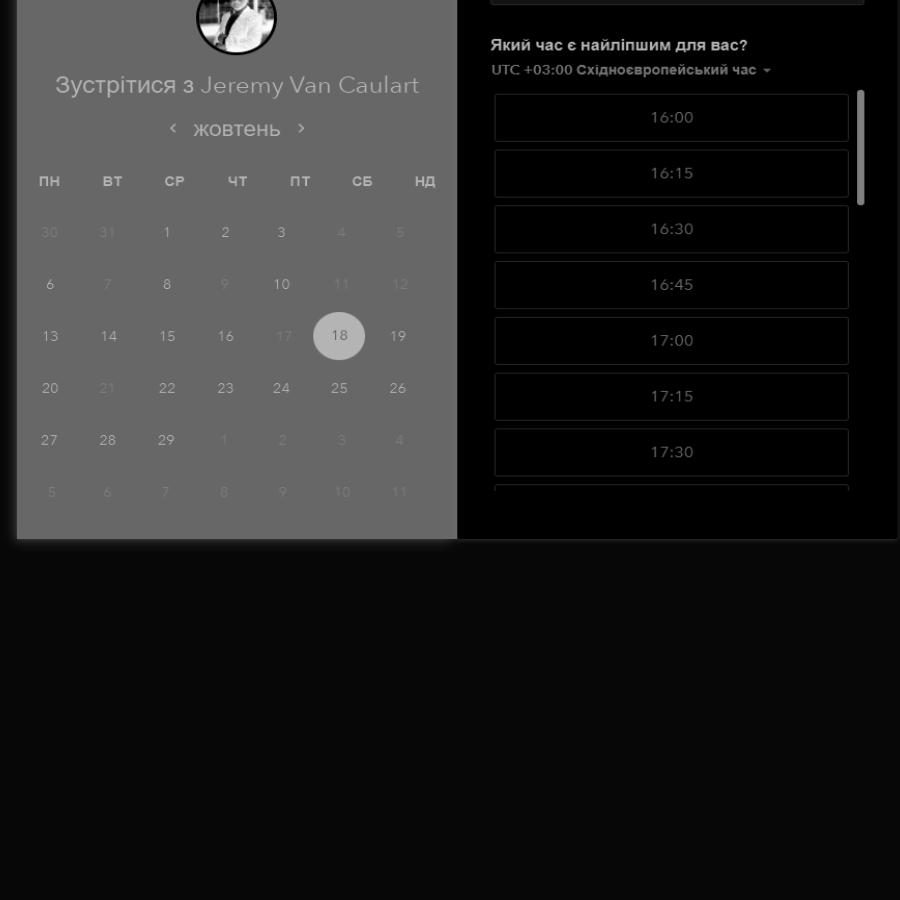 Зустрітися з Jeremy Van Caulart
жовтень
ПН ВТ СР ЧТ ПТ СБ НД
30 31 1 2 3 4 5
6 7 8 9 10 11 12
13 14 15 16 17 18 19
20 21 22 23 24 25 26
27 28 29 1 2 3 4
5 6 7 8 9 10 11
Який час є найліпшим для вас?
UTC +03:00 Східноєвропейський час
16:00
16:15
16:30
16:45
17:00
17:15
17:30